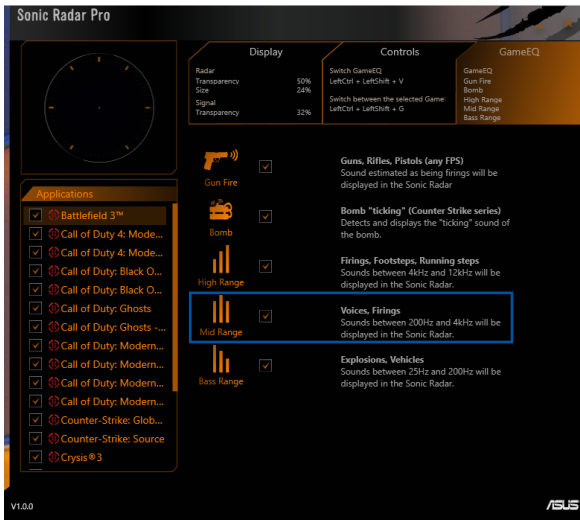 Sonic Radar Pro
Display
Radar
Transparency 50%
Size 24%
Signal
Transparency 32%
Controls
Switch GameEQ
LeftCtrl + LeftShift + V
Switch between the selected Game
LeftCtrl + LeftShift + G
GameEQ
GameEQ
Gun Fire
Bomb
High Range
Mid Range
Bass Range
Applications
Battlefield 3™
Call of Duty 4: Mode...
Call of Duty 4: Mode...
Call of Duty: Black O...
Call of Duty: Black O...
Call of Duty: Ghosts
Call of Duty: Ghosts -...
Call of Duty: Modern...
Call of Duty: Modern...
Call of Duty: Modern...
Counter-Strike: Glob...
Counter-Strike: Source
Crysis®3
Gun Fire
Guns, Rifles, Pistols (any FPS)
Sound estimated as being firings will be
displayed in the Sonic Radar
Bomb
Bomb "ticking" (Counter Strike series)
Detects and displays the "ticking" sound of
the bomb.
High Range
Firings, Footsteps, Running steps
Sounds between 4kHz and 12kHz will be
displayed in the Sonic Radar.
Mid Range
Voices, Firings
Sounds between 200Hz and 4kHz will be
displayed in the Sonic Radar.
Bass Range
Explosions, Vehicles
Sounds between 25Hz and 200Hz will be
displayed in the Sonic Radar.
V1.0.0
ASUS